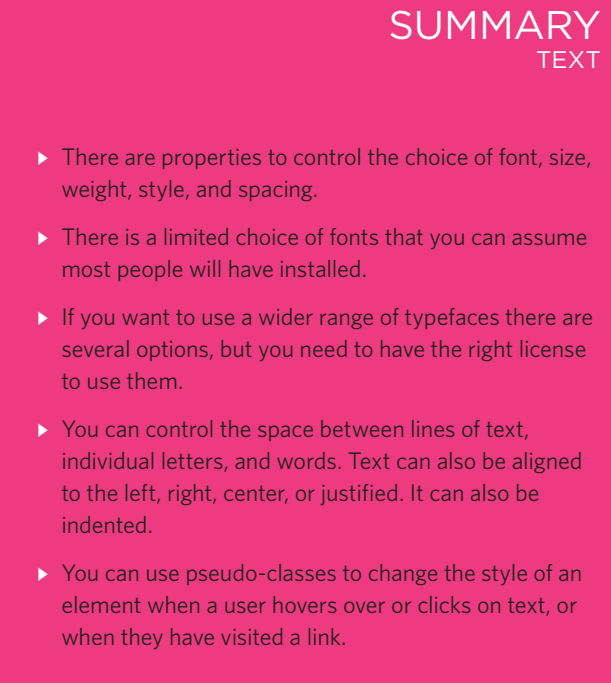 SUMMARY
TEXT
There are properties to control the choice of font, size,
weight, style, and spacing.
There is a limited choice of fonts that you can assume
most people will have installed.
If you want to use a wider range of typefaces there are
several options, but you need to have the right license
to use them.
You can control the space between lines of text,
individual letters, and words. Text can also be aligned
to the left, right, center, or justified. It can also be
indented.
You can use pseudo-classes to change the style of an
element when a user hovers over or clicks on text, or
when they have visited a link.